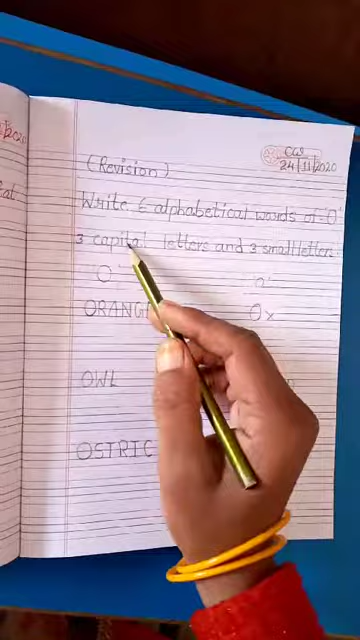 CW
24/11/2020
(Revision)
Write 6 alphabetical words of -'O'
3 capital letters and 3 small letters.
O
ORANG
Ox
OWL
OSTRIC